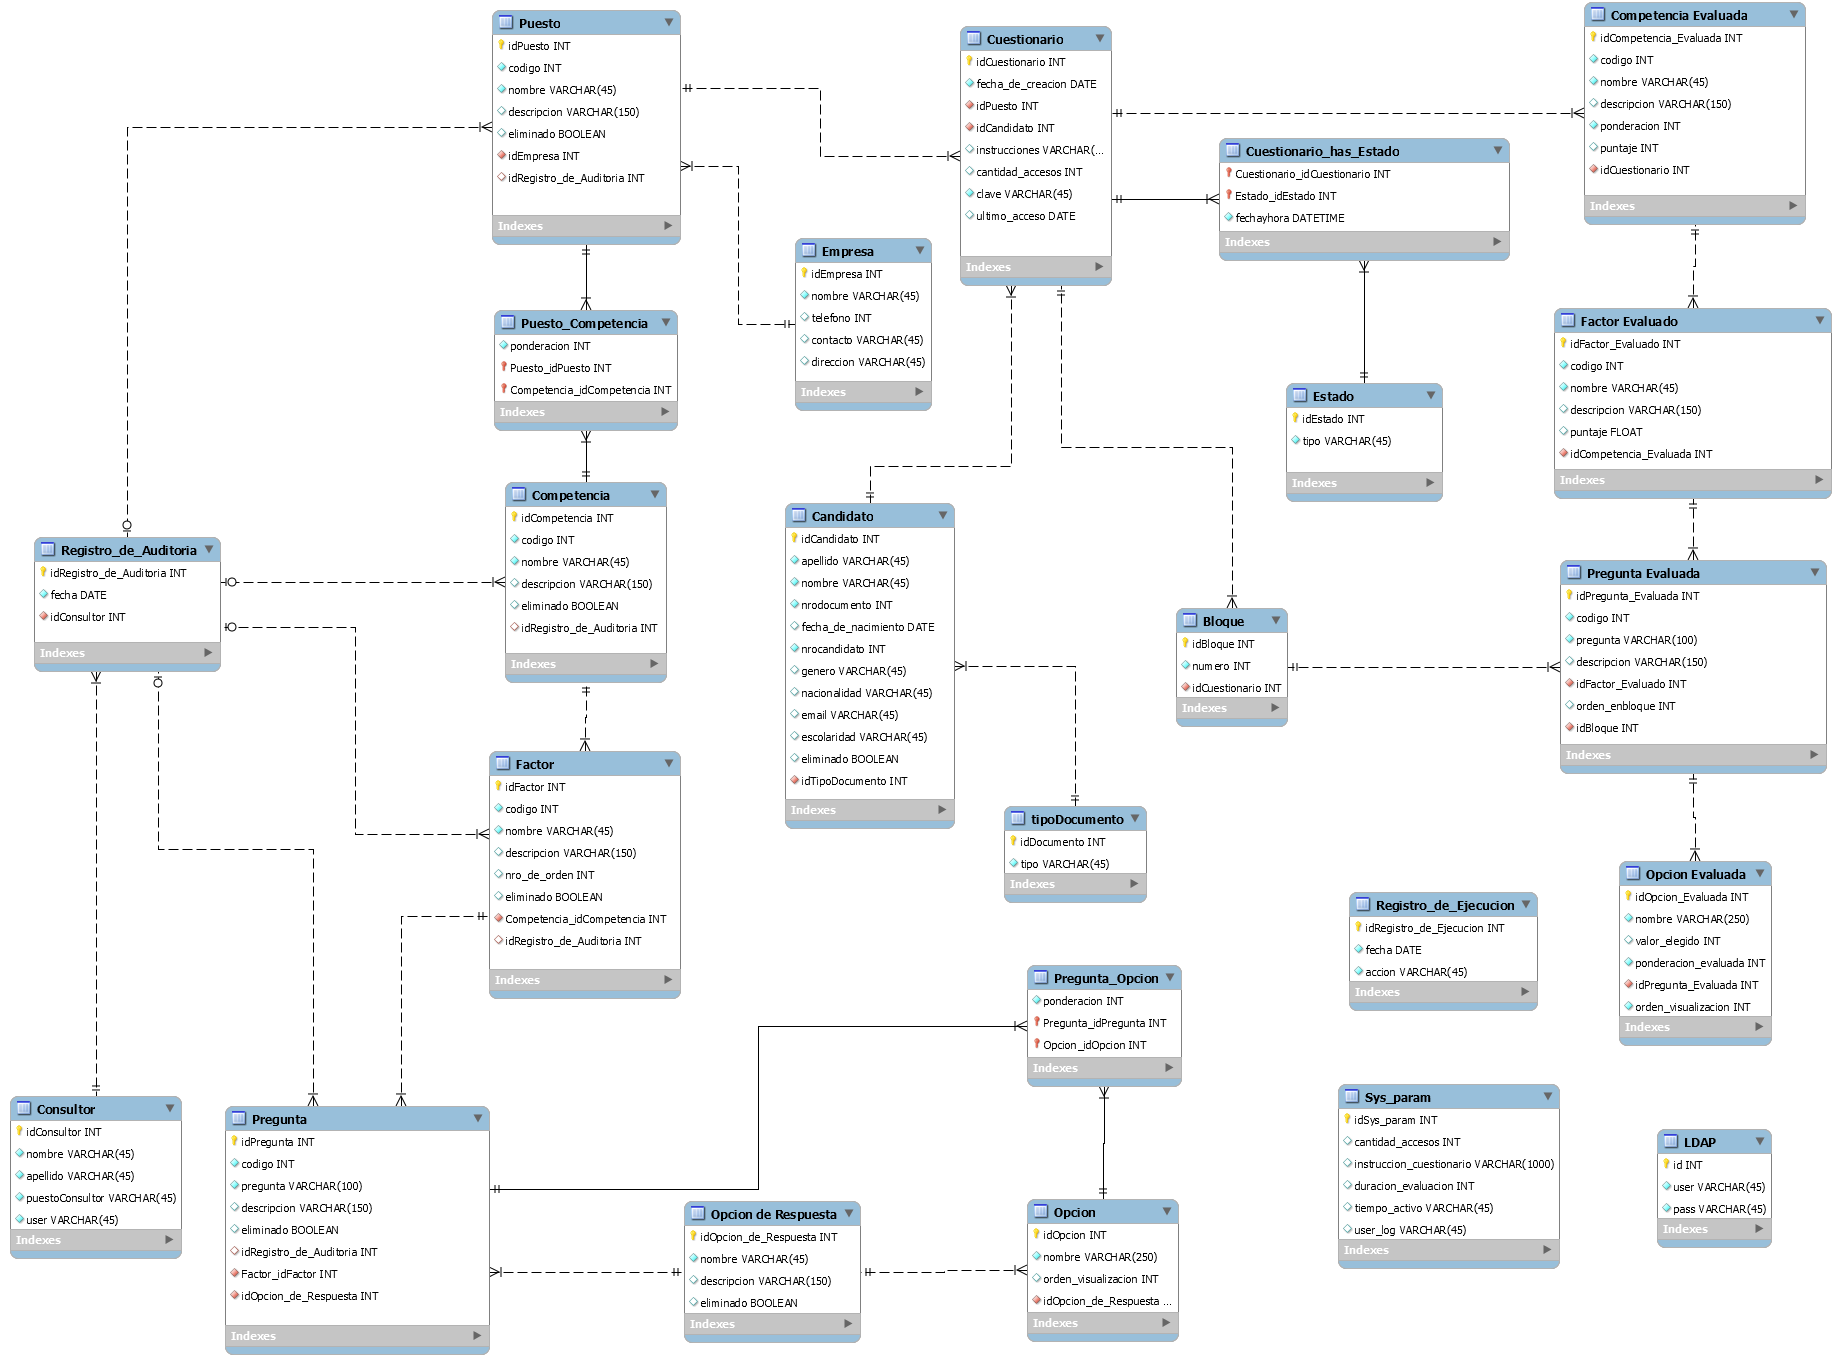 Puesto
idPuesto INT
codigo INT
nombre VARCHAR(45)
descripcion VARCHAR(150)
eliminado BOOLEAN
idEmpresa INT
idRegistro_de_Auditoria INT
Indexes
Cuestionario
idCuestionario INT
fecha_de_creacion DATE
idPuesto INT
idCandidato INT
instrucciones VARCHAR(...
cantidad_accesos INT
clave VARCHAR(45)
ultimo_acceso DATE
Indexes
Competencia Evaluada
idCompetencia_Evaluada INT
codigo INT
nombre VARCHAR(45)
descripcion VARCHAR(150)
ponderacion INT
puntaje INT
idCuestionario INT
Indexes
Cuestionario_has_Estado
Cuestionario_idCuestionario INT
Estado_idEstado INT
fechayhora DATETIME
Indexes
Empresa
idEmpresa INT
nombre VARCHAR(45)
telefono INT
contacto VARCHAR(45)
direccion VARCHAR(45)
Indexes
Puesto_Competencia
ponderacion INT
Puesto_idPuesto INT
Competencia_idCompetencia INT
Indexes
Factor Evaluado
idFactor_Evaluado INT
codigo INT
nombre VARCHAR(45)
descripcion VARCHAR(150)
puntaje FLOAT
idCompetencia_Evaluada INT
Indexes
Estado
idEstado INT
tipo VARCHAR(45)
Indexes
Competencia
idCompetencia INT
codigo INT
nombre VARCHAR(45)
descripcion VARCHAR(150)
eliminado BOOLEAN
idRegistro_de_Auditoria INT
Indexes
Candidato
idCandidato INT
apellido VARCHAR(45)
nombre VARCHAR(45)
nrodocumento INT
fecha_de_nacimiento DATE
nrocandidato INT
genero VARCHAR(45)
nacionalidad VARCHAR(45)
email VARCHAR(45)
escolaridad VARCHAR(45)
eliminado BOOLEAN
idTipoDocumento INT
Indexes
Registro_de_Auditoria
idRegistro_de_Auditoria INT
fecha DATE
idConsultor INT
Indexes
Pregunta Evaluada
idPregunta_Evaluada INT
codigo INT
pregunta VARCHAR(100)
descripcion VARCHAR(150)
idFactor_Evaluado INT
orden_enbloque INT
idBloque INT
Indexes
Bloque
idBloque INT
numero INT
idCuestionario INT
Indexes
Factor
idFactor INT
codigo INT
nombre VARCHAR(45)
descripcion VARCHAR(150)
nro_de_orden INT
eliminado BOOLEAN
Competencia_idCompetencia INT
idRegistro_de_Auditoria INT
Indexes
tipoDocumento
idDocumento INT
tipo VARCHAR(45)
Indexes
Opcion Evaluada
idOpcion_Evaluada INT
nombre VARCHAR(250)
valor_elegido INT
ponderacion_evaluada INT
idPregunta_Evaluada INT
orden_visualizacion INT
Indexes
Registro_de_Ejecucion
idRegistro_de_Ejecucion INT
fecha DATE
accion VARCHAR(45)
Indexes
Pregunta_Opcion
ponderacion INT
Pregunta_idPregunta INT
Opcion_idOpcion INT
Indexes
Sys_param
idSys_param INT
cantidad_accesos INT
instruccion_cuestionario VARCHAR(1000)
duracion_evaluacion INT
tiempo_activo VARCHAR(45)
user_log VARCHAR(45)
Indexes
LDAP
id INT
user VARCHAR(45)
pass VARCHAR(45)
Indexes
Consultor
idConsultor INT
nombre VARCHAR(45)
apellido VARCHAR(45)
puestoConsultor VARCHAR(45)
user VARCHAR(45)
Indexes
Pregunta
idPregunta INT
codigo INT
pregunta VARCHAR(100)
descripcion VARCHAR(150)
eliminado BOOLEAN
idRegistro_de_Auditoria INT
Factor_idFactor INT
idOpcion_de_Respuesta INT
Indexes
Opcion de Respuesta
idOpcion_de_Respuesta INT
nombre VARCHAR(45)
descripcion VARCHAR(150)
eliminado BOOLEAN
Indexes
Opcion
idOpcion INT
nombre VARCHAR(250)
orden_visualizacion INT
idOpcion_de_Respuesta ...
Indexes